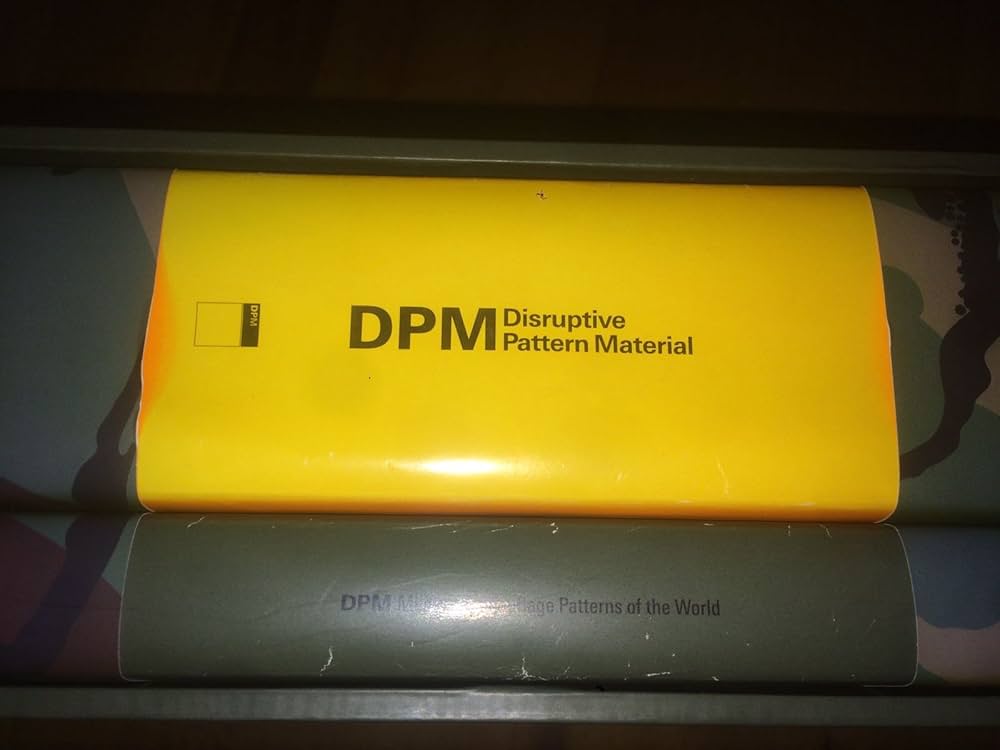 DPM
DPM Disruptive
Pattern Material
DPM Patterns of the World